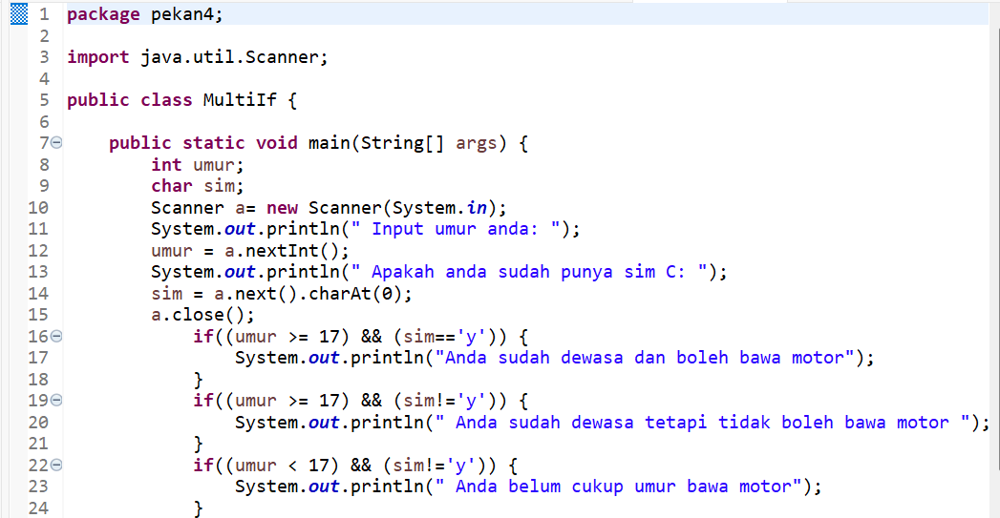 1 package pekan4;
2
3 import java.util.Scanner;
4
5 public class MultiIf {
6
7 public static void main(String[] args) {
8 int umur;
9 char sim;
10 Scanner a= new Scanner(System.in);
11 System.out.println(" Input umur anda: ");
12 umur = a.nextInt();
13 System.out.println(" Apakah anda sudah punya sim C: ");
14 sim = a.next().charAt(0);
15 a.close();
16 if((umur >= 17) && (sim=='y')) {
17 System.out.println("Anda sudah dewasa dan boleh bawa motor");
18 }
19 if((umur >= 17) && (sim!='y')) {
20 System.out.println(" Anda sudah dewasa tetapi tidak boleh bawa motor ");
21 }
22 if((umur < 17) && (sim!='y')) {
23 System.out.println(" Anda belum cukup umur bawa motor");
24 }